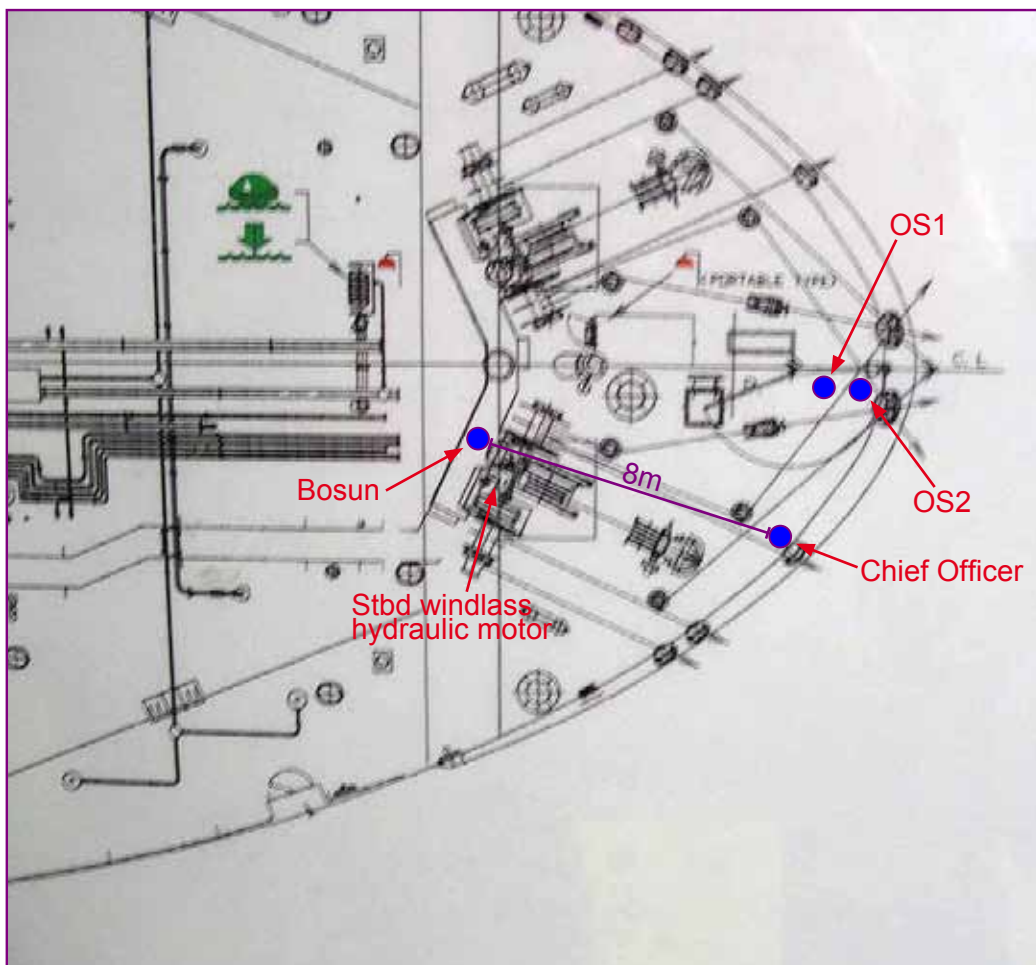 OS1
(PORTABLE TYPE)
C.L
Bosun
8m
OS2
Chief Officer
Stbd windlass
hydraulic motor